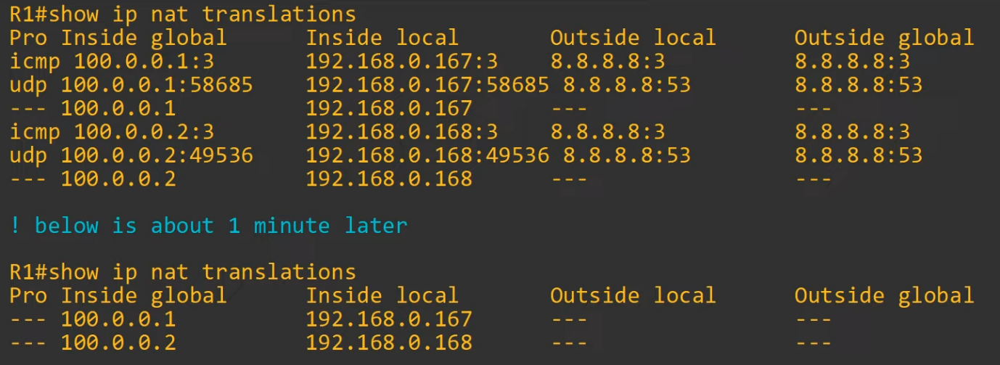 R1#show ip nat translations
Pro Inside global Inside local Outside local Outside global
icmp 100.0.0.1:3 192.168.0.167:3 8.8.8.8:3 8.8.8.8:3
udp 100.0.0.1:58685 192.168.0.167:58685 8.8.8.8:53 8.8.8.8:53
--- 100.0.0.1 192.168.0.167 --- ---
icmp 100.0.0.2:3 192.168.0.168:3 8.8.8.8:3 8.8.8.8:3
udp 100.0.0.2:49536 192.168.0.168:49536 8.8.8.8:53 8.8.8.8:53
--- 100.0.0.2 192.168.0.168 --- ---
! below is about 1 minute later
R1#show ip nat translations
Pro Inside global Inside local Outside local Outside global
--- 100.0.0.1 192.168.0.167 --- ---
--- 100.0.0.2 192.168.0.168 --- ---